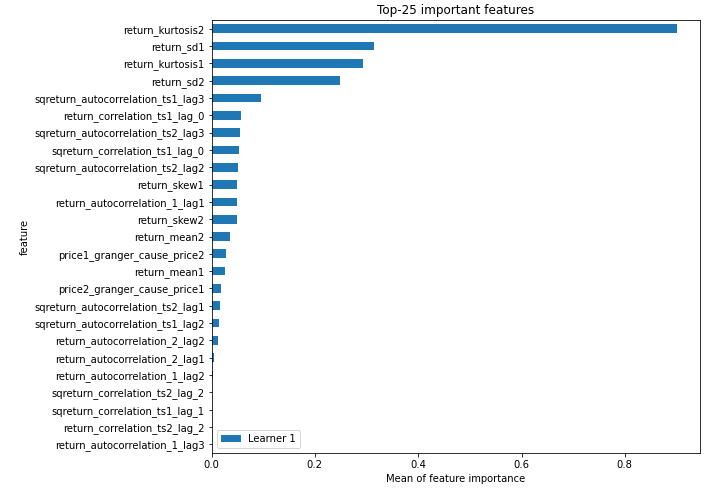 Top-25 important features
return_kurtosis2
return_sd1
return_kurtosis1
return_sd2
sqreturn_autocorrelation_ts1_lag3
return_correlation_ts1_lag_0
sqreturn_autocorrelation_ts2_lag3
sqreturn_correlation_ts1_lag_0
sqreturn_autocorrelation_ts2_lag2
return_skew1
return_autocorrelation_1_lag1
return_skew2
return_mean2
price1_granger_cause_price2
return_mean1
price2_granger_cause_price1
sqreturn_autocorrelation_ts2_lag1
sqreturn_autocorrelation_ts1_lag2
return_autocorrelation_2_lag2
return_autocorrelation_2_lag1
return_autocorrelation_1_lag2
sqreturn_correlation_ts2_lag_2
sqreturn_correlation_ts1_lag_1
return_correlation_ts2_lag_2
return_autocorrelation_1_lag3
feature
Learner 1
0.0 0.2 0.4 0.6 0.8
Mean of feature importance